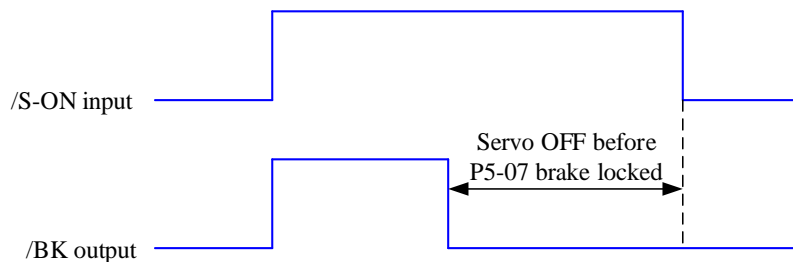 /S-ON input
Servo OFF before
P5-07 brake locked
/BK output